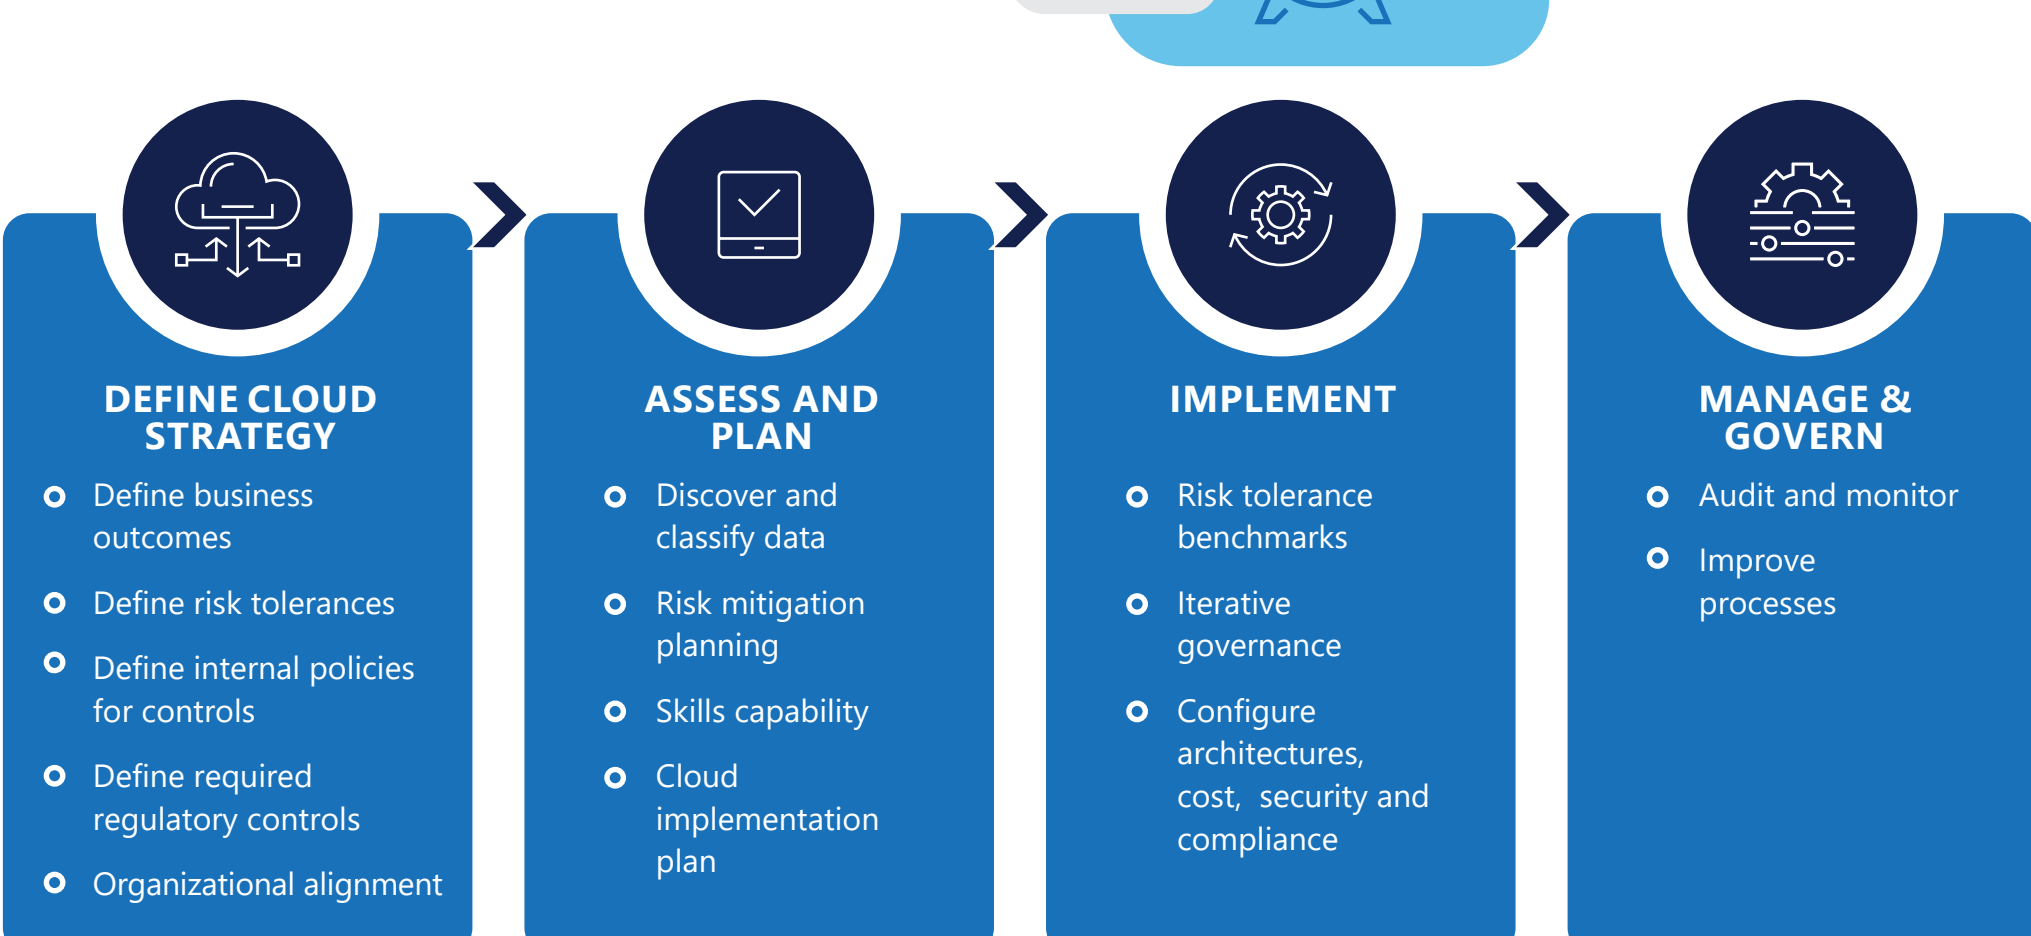 DEFINE CLOUD
STRATEGY
Define business
outcomes
Define risk tolerances
Define internal policies
for controls
Define required
regulatory controls
Organizational alignment
ASSESS AND
PLAN
Discover and
classify data
Risk mitigation
planning
Skills capability
Cloud
implementation
plan
IMPLEMENT
Risk tolerance
benchmarks
Iterative
governance
Configure
architectures,
cost,  security and
compliance
MANAGE &
GOVERN
Audit and monitor
Improve
processes